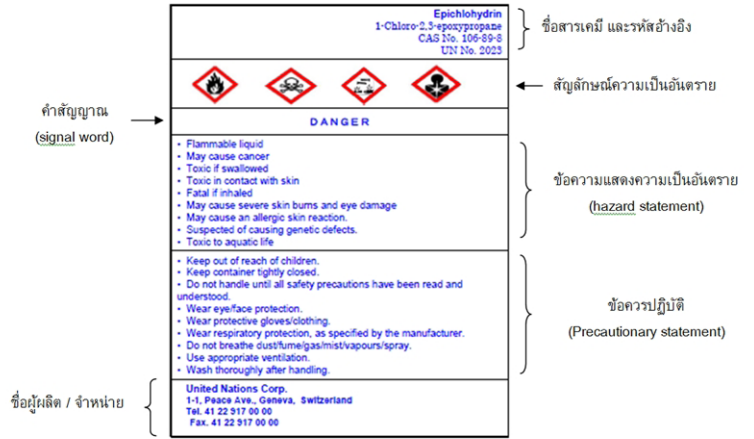 Epichlohydrin
1-Chloro-2,3-epoxypropane
CAS No. 106-89-8
UN No. 2023
ชื่อสารเคมี และรหัสอ้างอิง
สัญลักษณ์ความเป็นอันตราย
คำสัญญาณ
(signal word)
DANGER
• Flammable liquid
• May cause cancer
• Toxic if swallowed
• Toxic in contact with skin
• Fatal if inhaled
• May cause severe skin burns and eye damage
• May cause an allergic skin reaction.
• Suspected of causing genetic defects.
• Toxic to aquatic life
ข้อความแสดงความเป็นอันตราย
(hazard statement)
• Keep out of reach of children.
• Keep container tightly closed.
• Do not handle until all safety precautions have been read and
understood.
• Wear eye/face protection.
• Wear protective gloves/clothing.
• Wear respiratory protection, as specified by the manufacturer.
• Do not breathe dust/fume/gas/mist/vapours/spray.
• Use appropriate ventilation.
• Wash thoroughly after handling.
ข้อควรปฏิบัติ
(Precautionary statement)
ชื่อผู้ผลิต / จำหน่าย
United Nations Corp.
1-1, Peace Ave., Geneva, Switzerland
Tel. 41 22 917 00 00
Fax. 41 22 917 00 00